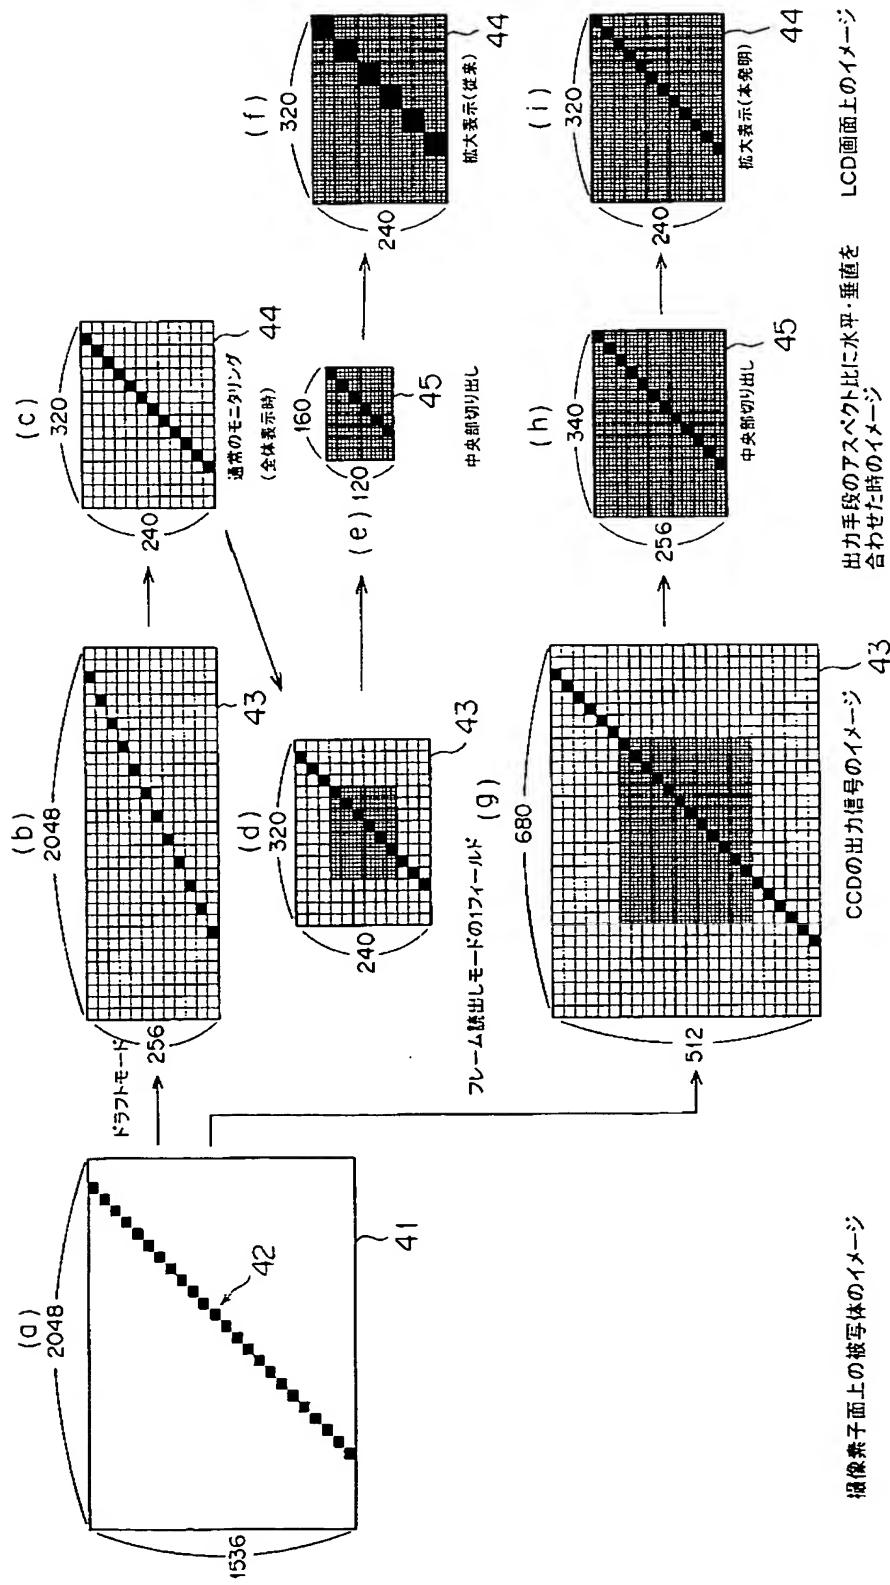 (a)
2048
1536
42
41
撮像素子面上の被写体のイメージ
ドラフトモード
(b)
2048
256
43
(d)
320
240
43
フレーム読出しモードの1フィールド
(g)
680
512
43
CCDの出力信号のイメージ
(c)
320
240
44
通常のモニタリング
(全体表示時)
(e)
160
120
45
中央部切り出し
(h)
340
256
45
中央部切り出し
出力手段のアスペクト比に水平・垂直を
合わせた時のイメージ
(f)
320
240
44
拡大表示(従来)
(i)
320
240
44
拡大表示(本発明)
LCD画面上のイメージ